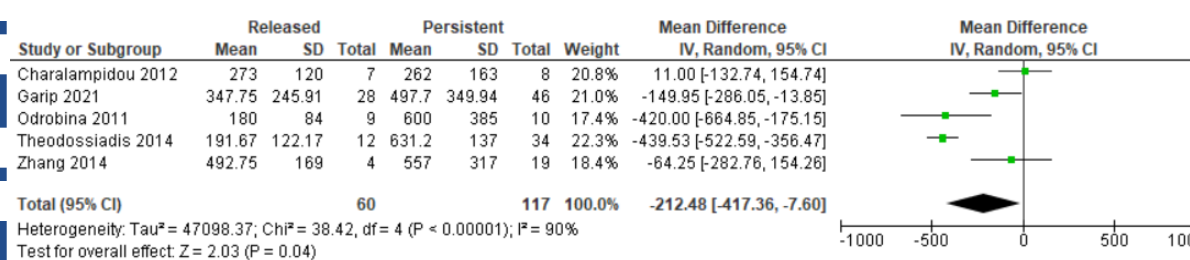 Released Persistent Mean Difference Mean Difference
Study or Subgroup Mean SD Total Mean SD Total Weight IV, Random, 95% CI IV, Random, 95% CI
Charalampidou 2012 273 120 7 262 163 8 20.8% 11.00 [-132.74, 154.74]
Garip 2021 347.75 245.91 28 497.7 349.94 46 21.0% -149.95 [-286.05, -13.85]
Odrobina 2011 180 84 9 600 385 10 17.4% -420.00 [-664.85, -175.15]
Theodossiadis 2014 191.67 122.17 12 631.2 137 34 22.3% -439.53 [-522.59, -356.47]
Zhang 2014 492.75 169 4 557 317 19 18.4% -64.25 [-282.76, 154.26]
Total (95% CI) 60 117 100.0% -212.48 [-417.36, -7.60]
Heterogeneity: Tau² = 47098.37; Chi² = 38.42, df = 4 (P < 0.00001); I² = 90%
Test for overall effect: Z = 2.03 (P = 0.04)
-1000 -500 0 500